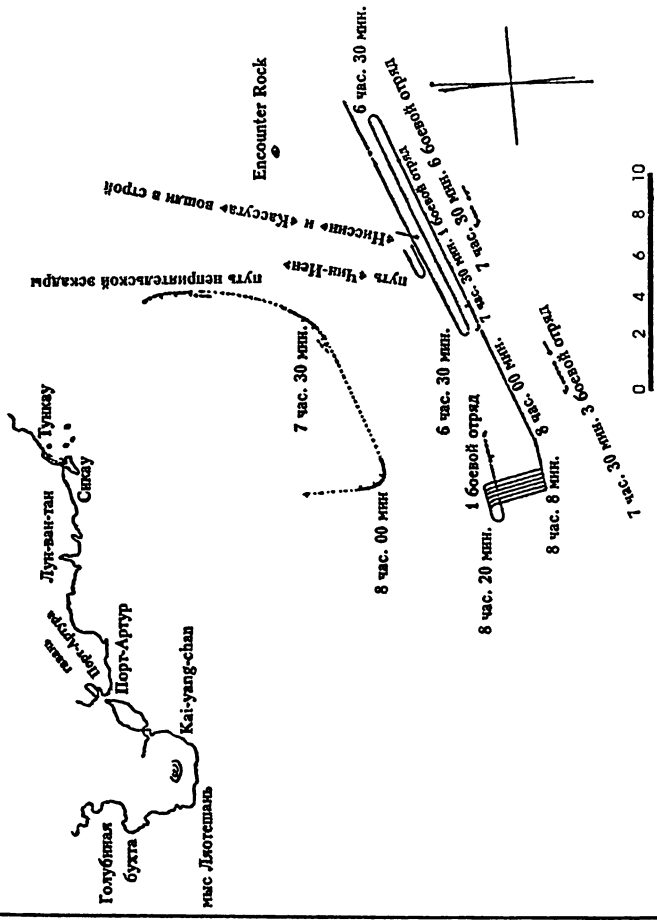 Голубиная
бухта
мыс Ляотешань
Kai-yang-chan
Порт-Артур
гавань
Порт-Артура
Лун-ван-тан
Сикау
Тункау
Encounter Rock
путь неприятельской эскадры
путь «Чин-Иен»
«Ниссин» и «Кассуга» вошли в строй
7 час. 30 мин.
8 час. 00 мин
6 час. 30 мин.
6 час. 30 мин.
7 час. 30 мин. 1 боевой отряд
7 час. 30 мин. 6 боевой отряд
1 боевой отряд
8 час. 20 мин.
8 час. 8 мин.
8 час. 00 мин.
7 час. 30 мин. 3 боевой отряд
0 2 4 6 8 10